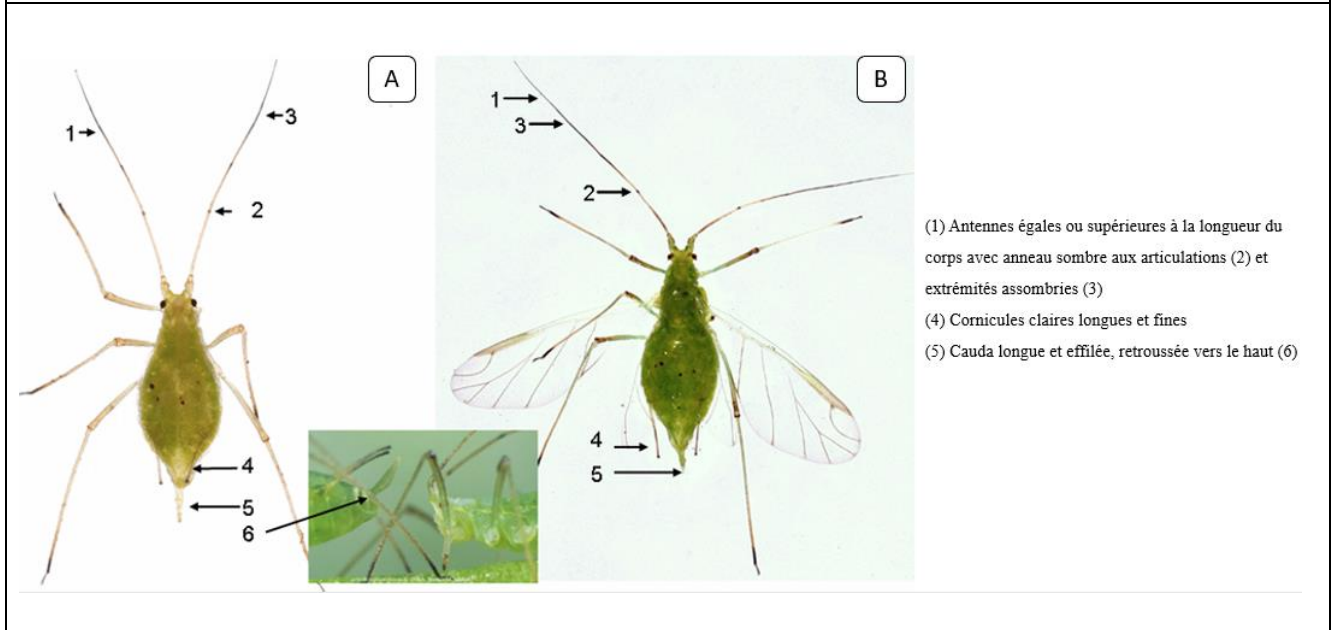 A
B
1
3
2
1
3
2
4
5
6
4
5
(1) Antennes égales ou supérieures à la longueur du
corps avec anneau sombre aux articulations (2) et
extrémités assombries (3)
(4) Cornicules claires longues et fines
(5) Cauda longue et effilée, retroussée vers le haut (6)